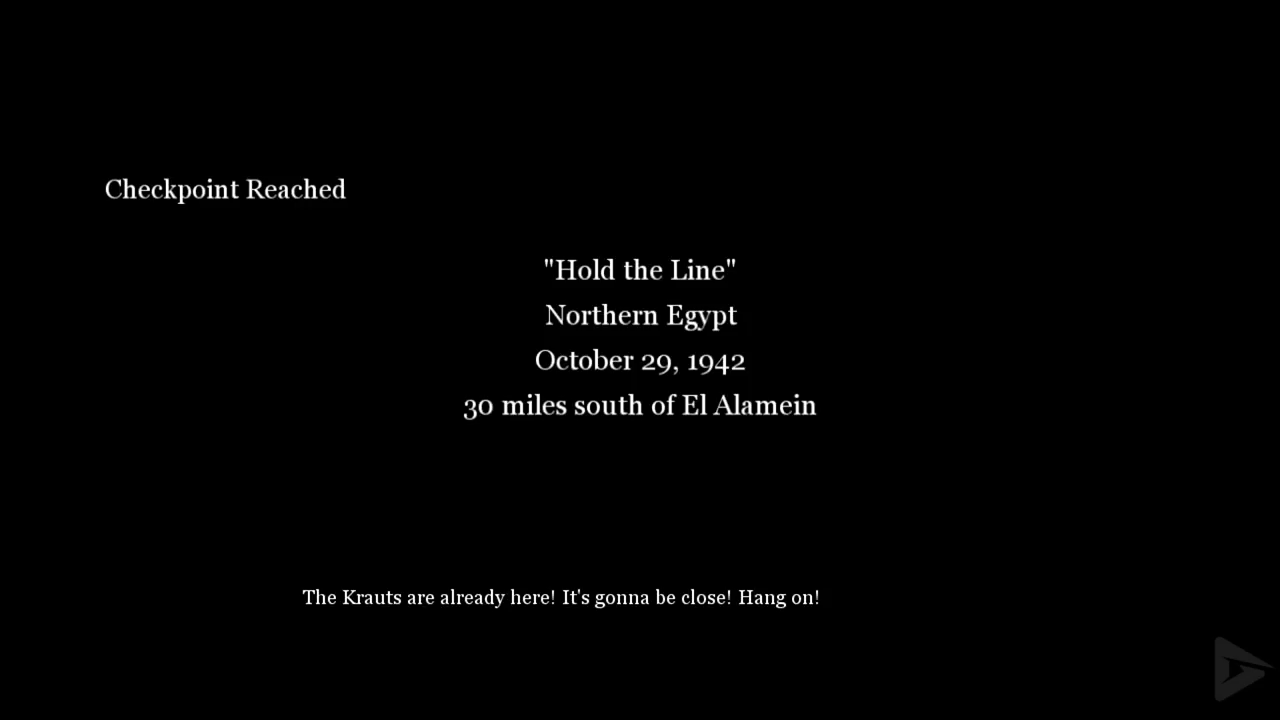 Checkpoint Reached
"Hold the Line"
Northern Egypt
October 29, 1942
30 miles south of El Alamein
The Krauts are already here! It's gonna be close! Hang on!